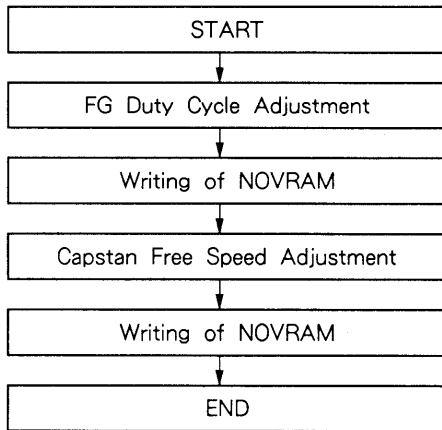 START
FG Duty Cycle Adjustment
Writing of NOVRAM
Capstan Free Speed Adjustment
Writing of NOVRAM
END